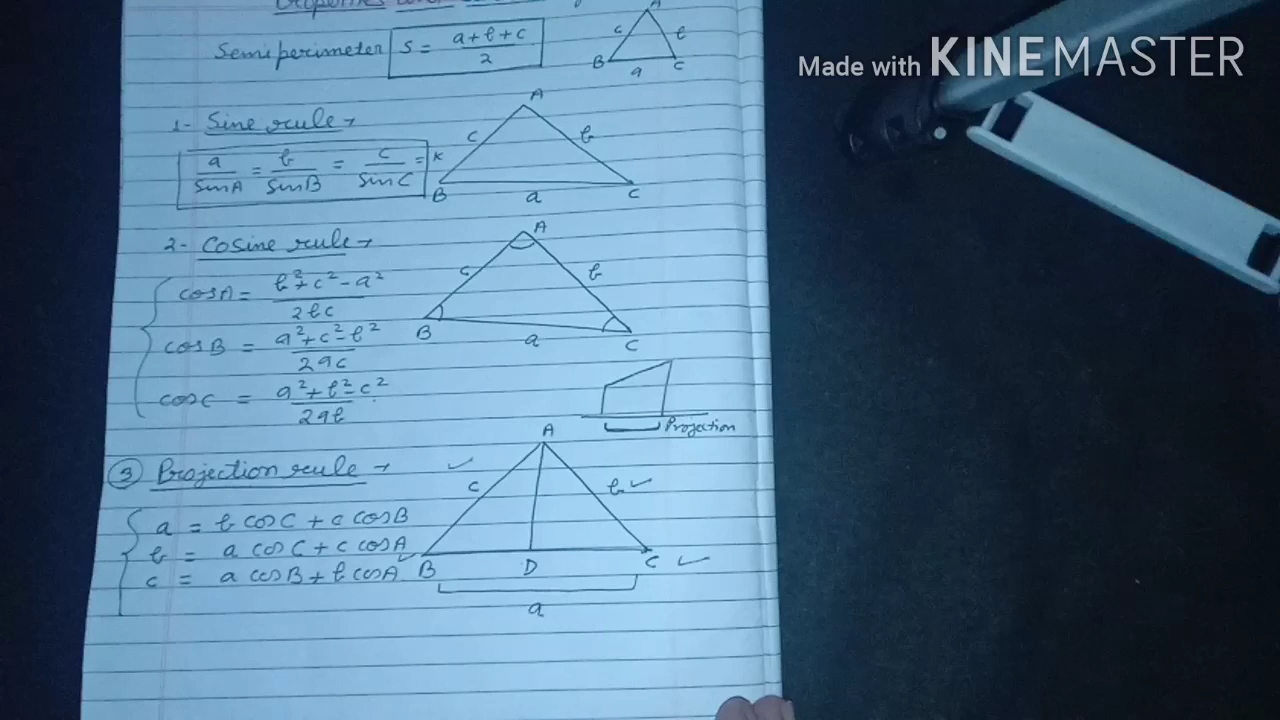 Made with KINEMASTER
Semiperimeter s = a+b+c / 2
A
c b
B a C
1- Sine rule →
a/sinA = b/sinB = c/sinC = k
A
c b
B a C
2- Cosine rule →
cosA = b²+c²-a² / 2bc
cosB = a²+c²-b² / 2ac
cosC = a²+b²-c² / 2ab
A
c b
B a C
Projection
③ Projection rule →
a = b cosC + c cosB
b = a cosC + c cosA
c = a cosB + b cosA
A
c b
B D C
a